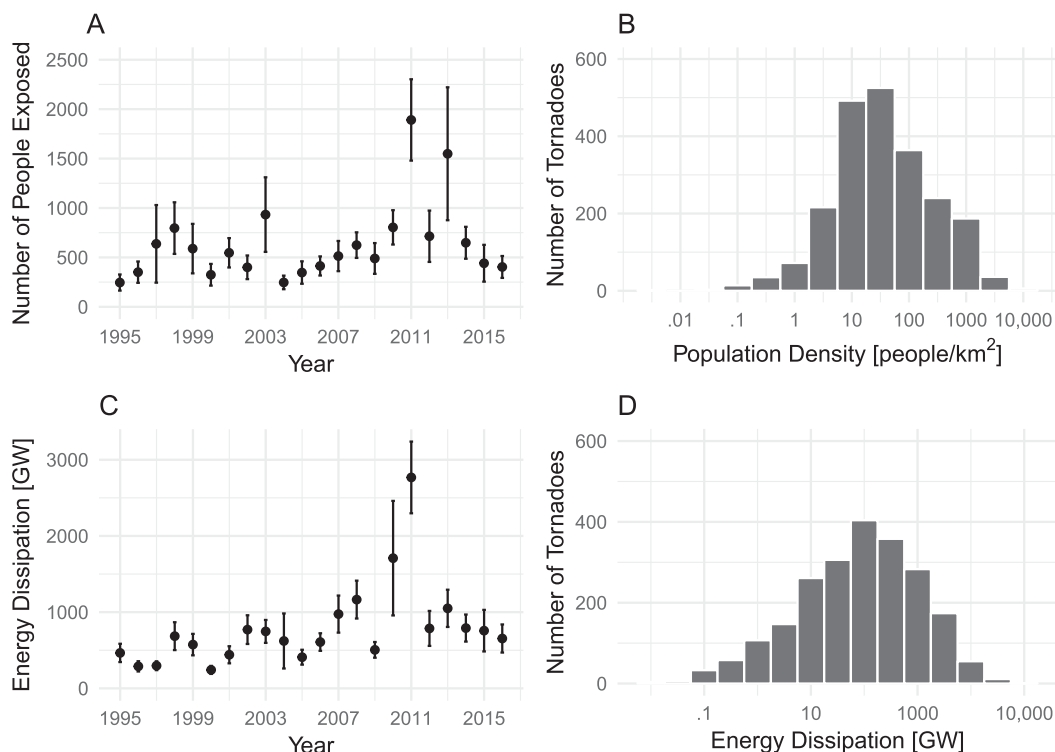 A
Number of People Exposed
2500
2000
1500
1000
500
0
1995 1999 2003 2007 2011 2015
Year
B
Number of Tornadoes
600
400
200
0
.01 .1 1 10 100 1000 10,000
Population Density [people/km²]
C
Energy Dissipation [GW]
3000
2000
1000
0
1995 1999 2003 2007 2011 2015
Year
D
Number of Tornadoes
600
400
200
0
.1 10 1000 10,000
Energy Dissipation [GW]